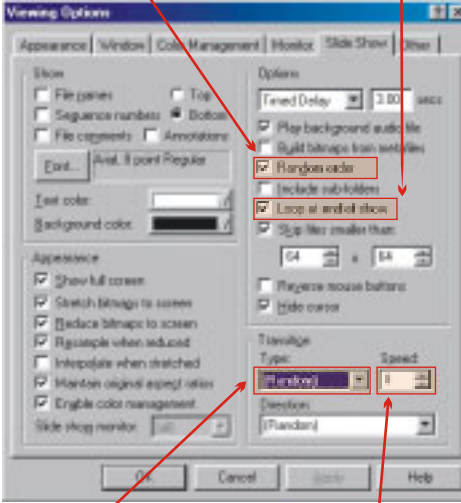 Viewing Options
Appearance Window Color Management Monitor Slide Show Other
Show
File names
Top
Sequence numbers
Bottom
File comments
Annotations
Font...
Arial, 8 point Regular
Text color:
Background color:
Appearance
Show full screen
Stretch bitmaps to screen
Reduce bitmaps to screen
Resample when reduced
Interpolate when stretched
Maintain original aspect ratios
Enable color management
Slide show monitor:
Options
Timed Delay 3.00 secs
Play background audio file
Build bitmaps from metafiles
Random order
Include sub-folders
Loop at end of show
Skip files smaller than:
64 x 64
Reverse mouse buttons
Hide cursor
Transition
Type: Speed:
(Random)
Direction:
(Random)
OK Cancel Apply Help